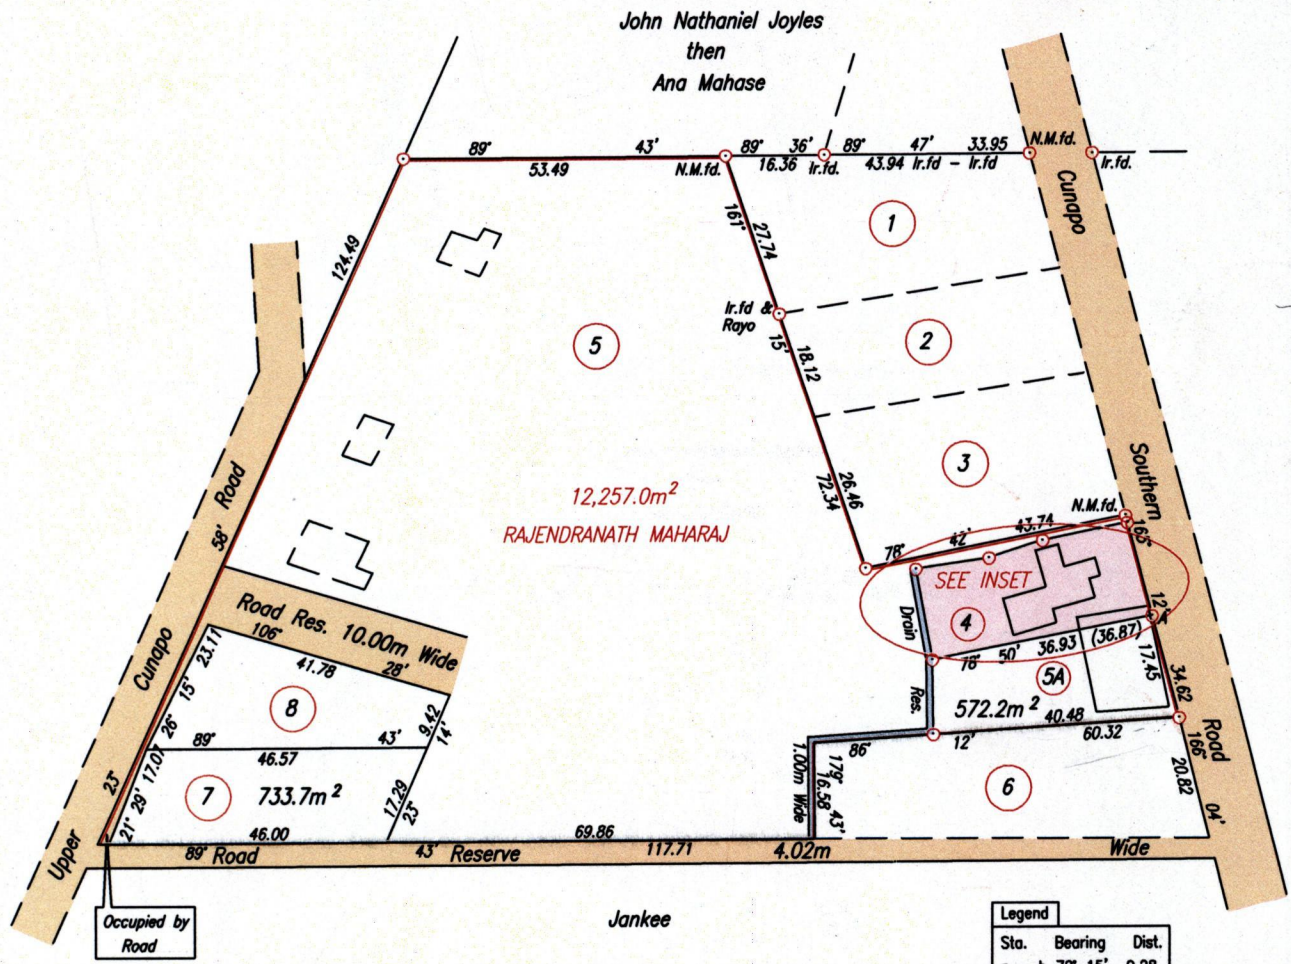 John Nathaniel Joyles
then
Ana Mahase
89° 43'
53.49
N.M.fd.
89° 36'
16.36
Ir.fd.
89° 47' 33.95
43.94 Ir.fd - Ir.fd
N.M.fd.
Ir.fd.
Cunapo
124.49
161°
27.74
1
Ir.fd &
Rayo
15'
18.12
2
5
3
26.46
72.34
12,257.0m²
RAJENDRANATH MAHARAJ
Southern
N.M.fd.
165°
78° 42' 43.74
SEE INSET
4
12'
Drain
78° 50' 36.93 (36.87)
17.45
34.62
5A
Res.
572.2m²
40.48
60.32
86° 12'
Road
166°
20.82
04'
6
1.00m Wide
179°
16.58
43'
58' Road
Cunapo
Road Res. 10.00m Wide
106° 28'
41.78
23.11
15'
26°
8
9.42
14'
89° 43'
46.57
17.07
29'
21°
23'
7
733.7m²
17.29
23'
46.00
69.86
Upper
89° Road 43' Reserve 117.71 4.02m Wide
Occupied by
Road
Jankee
Legend
Sta. Bearing Dist.